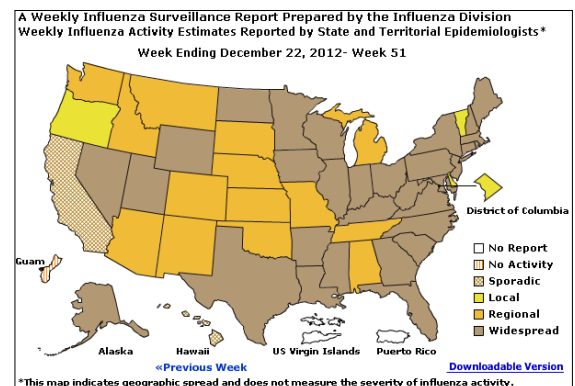 A Weekly Influenza Surveillance Report Prepared by the Influenza Division
Weekly Influenza Activity Estimates Reported by State and Territorial Epidemiologists*
Week Ending December 22, 2012- Week 51
District of Columbia
No Report
Guam
No Activity
Sporadic
Local
Regional
Widespread
Alaska
Hawaii
US Virgin Islands
Puerto Rico
«Previous Week
Downloadable Version
*This map indicates geographic spread and does not measure the severity of influenza activity.